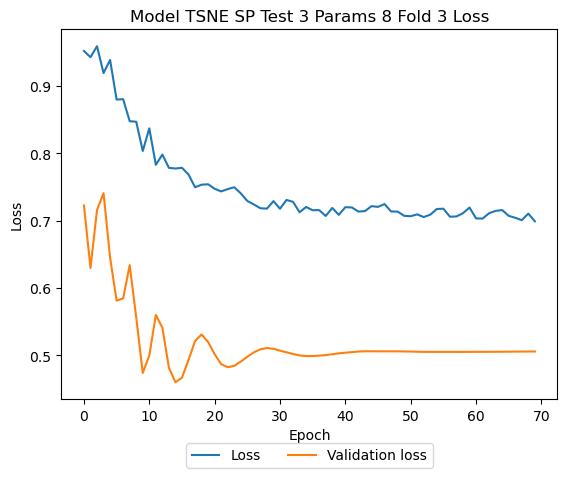 Model TSNE SP Test 3 Params 8 Fold 3 Loss
Loss
0.9
0.8
0.7
0.6
0.5
0 10 20 30 40 50 60 70
Epoch
Loss Validation loss